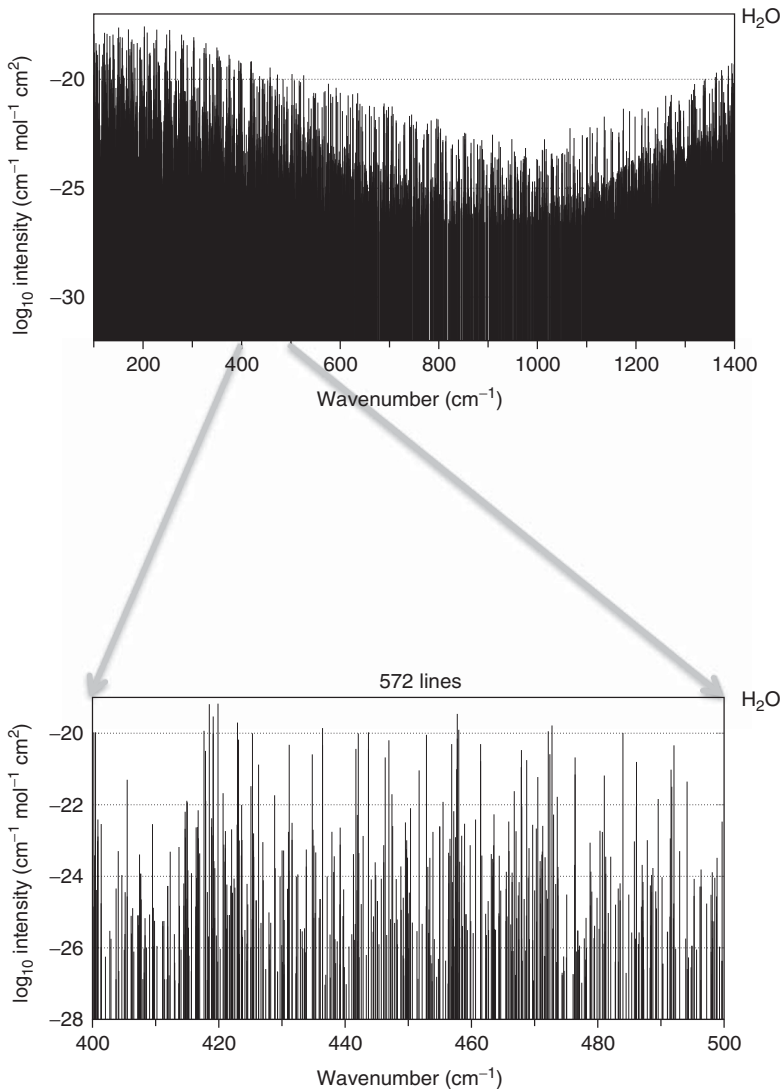 H₂O
log₁₀ intensity (cm⁻¹ mol⁻¹ cm²)
−20
−25
−30
200 400 600 800 1000 1200 1400
Wavenumber (cm⁻¹)
572 lines
H₂O
log₁₀ intensity (cm⁻¹ mol⁻¹ cm²)
−20
−22
−24
−26
−28
400 420 440 460 480 500
Wavenumber (cm⁻¹)